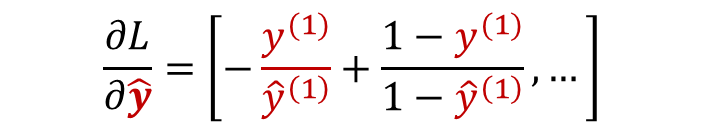 ∂L/∂ŷ = [ − y⁽¹⁾/ŷ⁽¹⁾ + (1 − y⁽¹⁾)/(1 − ŷ⁽¹⁾) , … ]